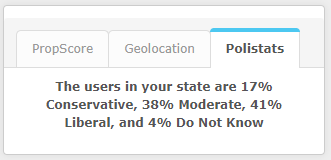 PropScore Geolocation Polistats
The users in your state are 17%
Conservative, 38% Moderate, 41%
Liberal, and 4% Do Not Know